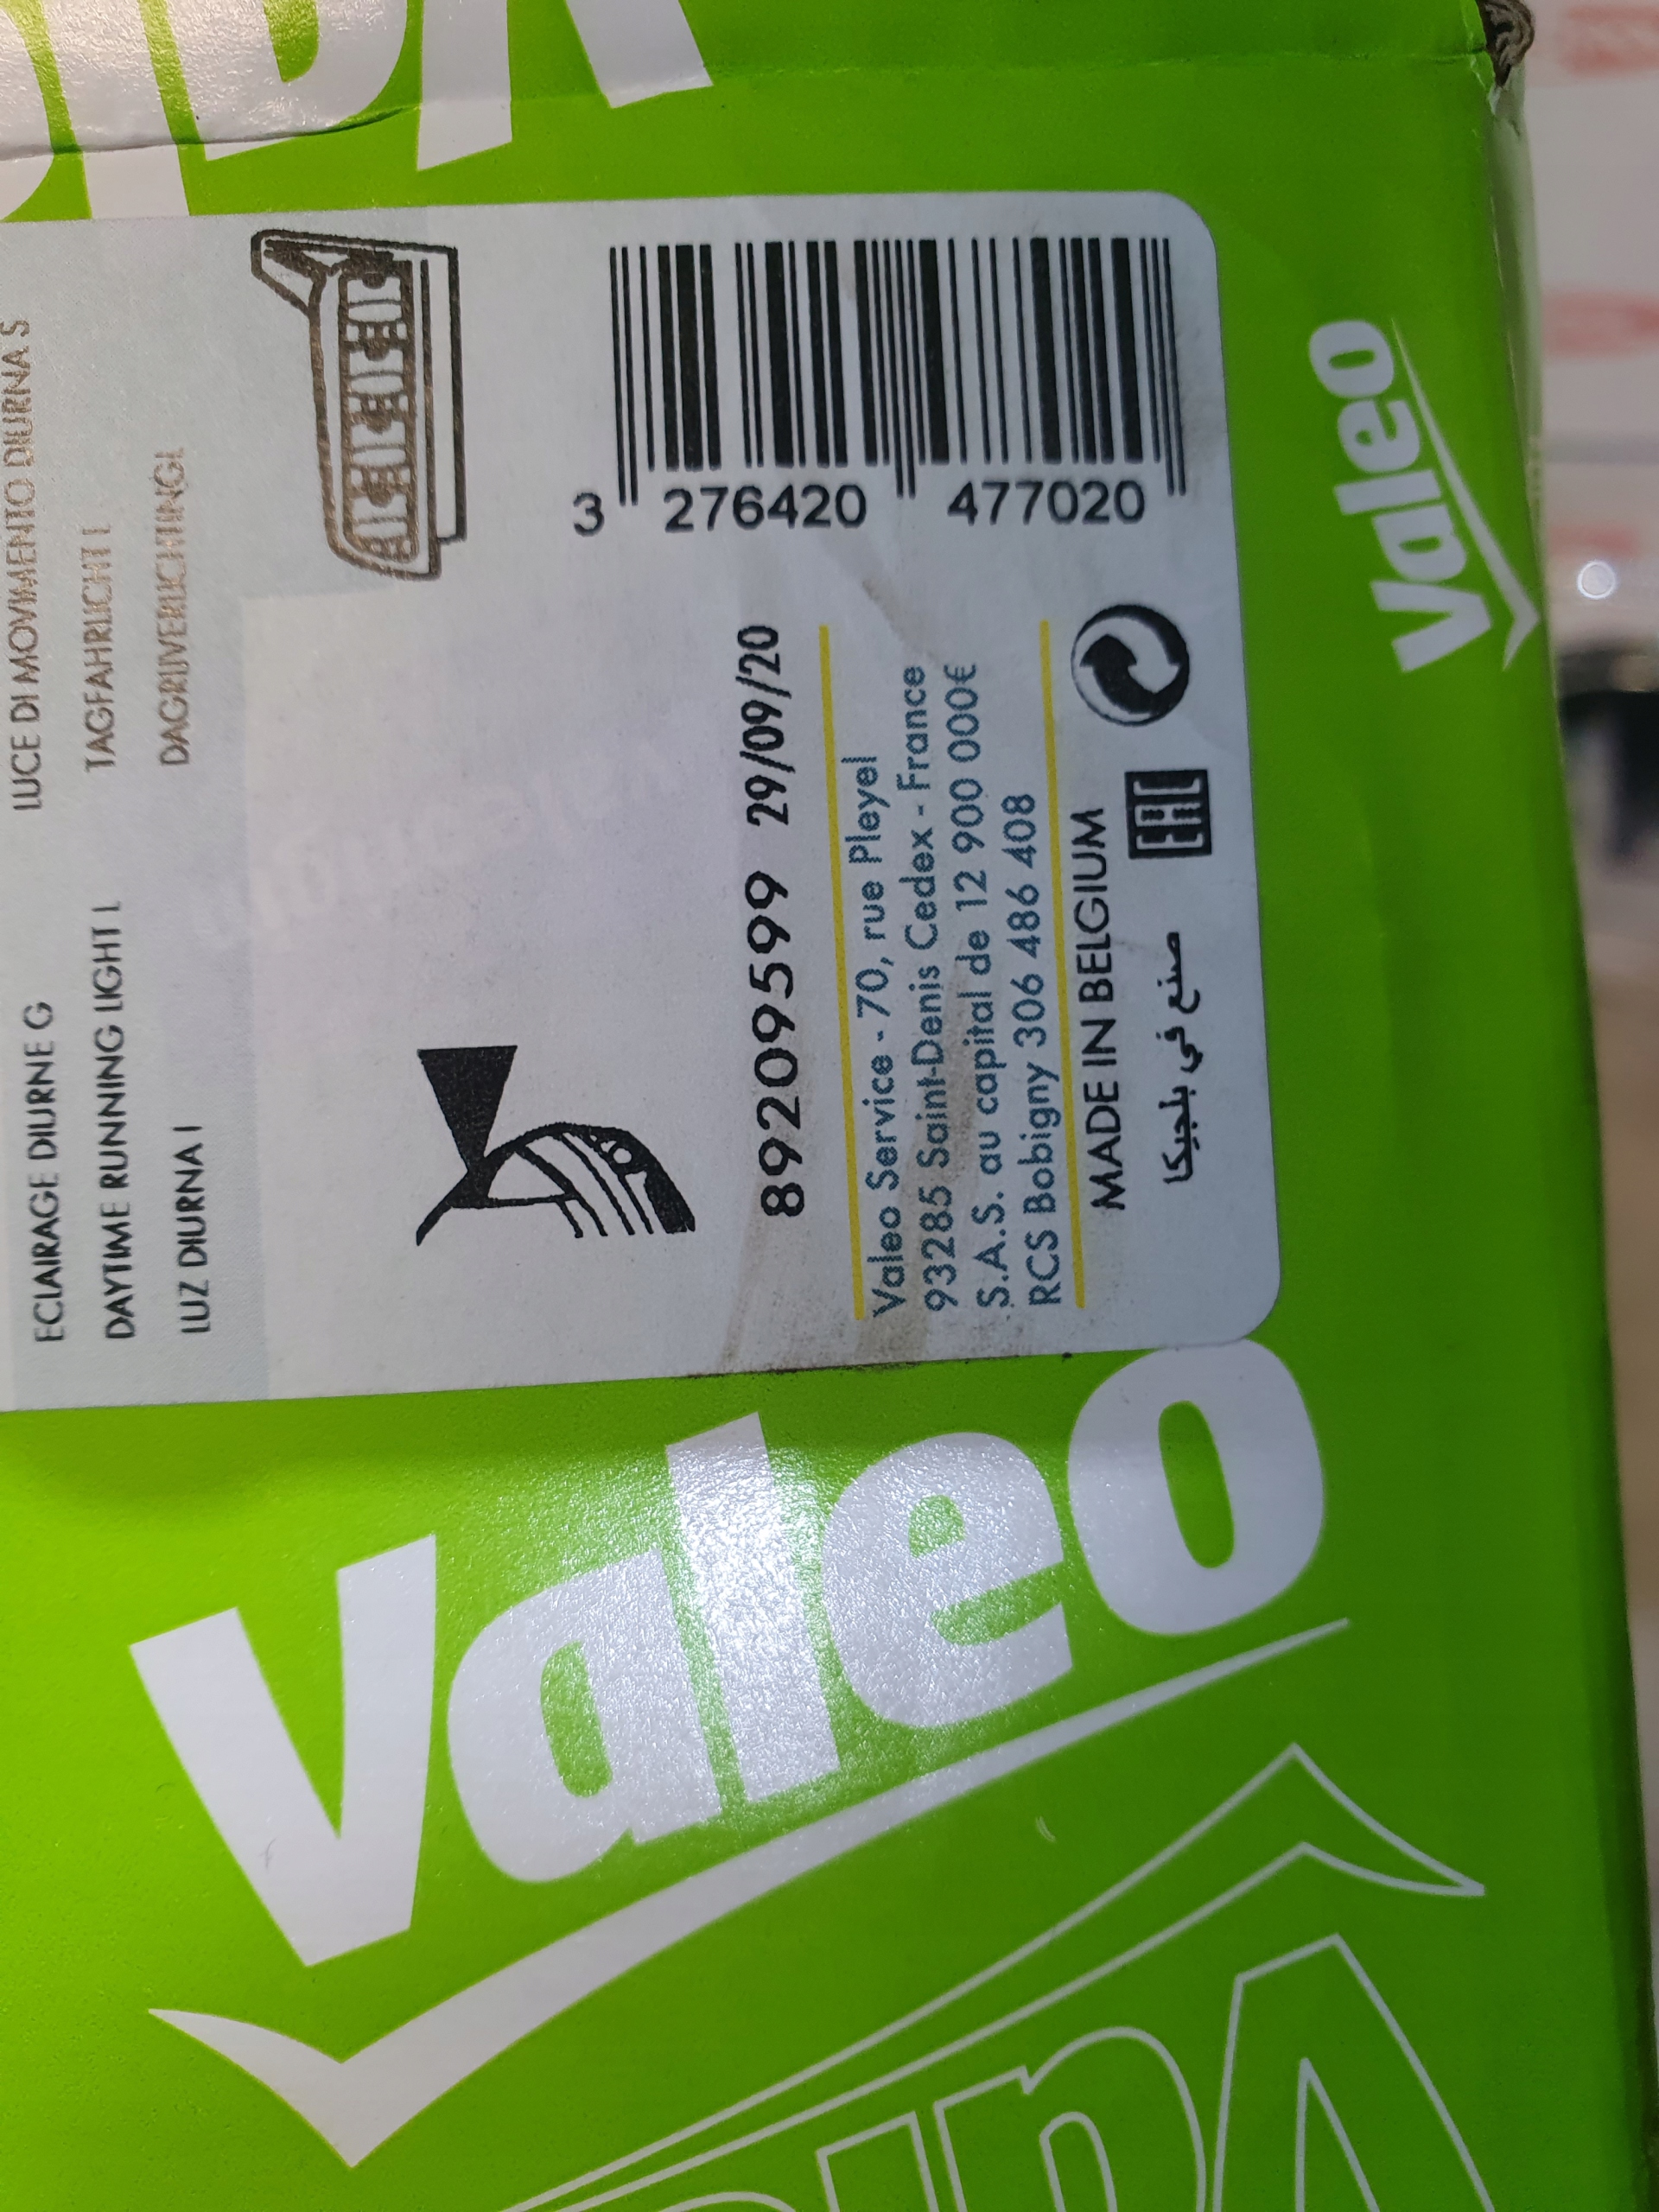 ECLAIRAGE DIURNE G
LUCE DI MOVIMENTO DIURNA S
DAYTIME RUNNING LIGHT L
TAGFAHRLICHT L
LUZ DIURNA I
DAGRIJVERLICHTINGL
3 276420 477020
89209599 29/09/20
Valeo Service - 70, rue Pleyel
93285 Saint-Denis Cedex - France
S.A.S. au capital de 12 900 000€
RCS Bobigny 306 486 408
MADE IN BELGIUM
صنع في بلجيكا
EAC
Valeo
Valeo